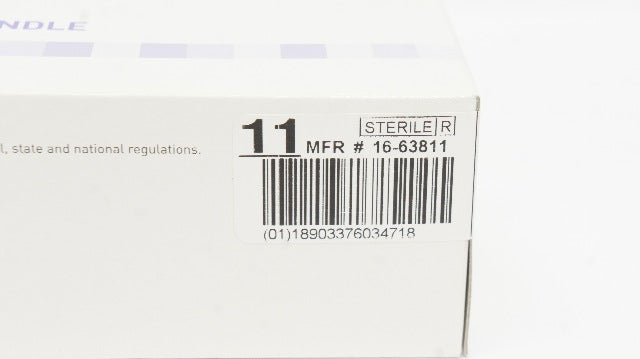 NDLE
l, state and national regulations.
11
STERILE R
MFR # 16-63811
(01)18903376034718